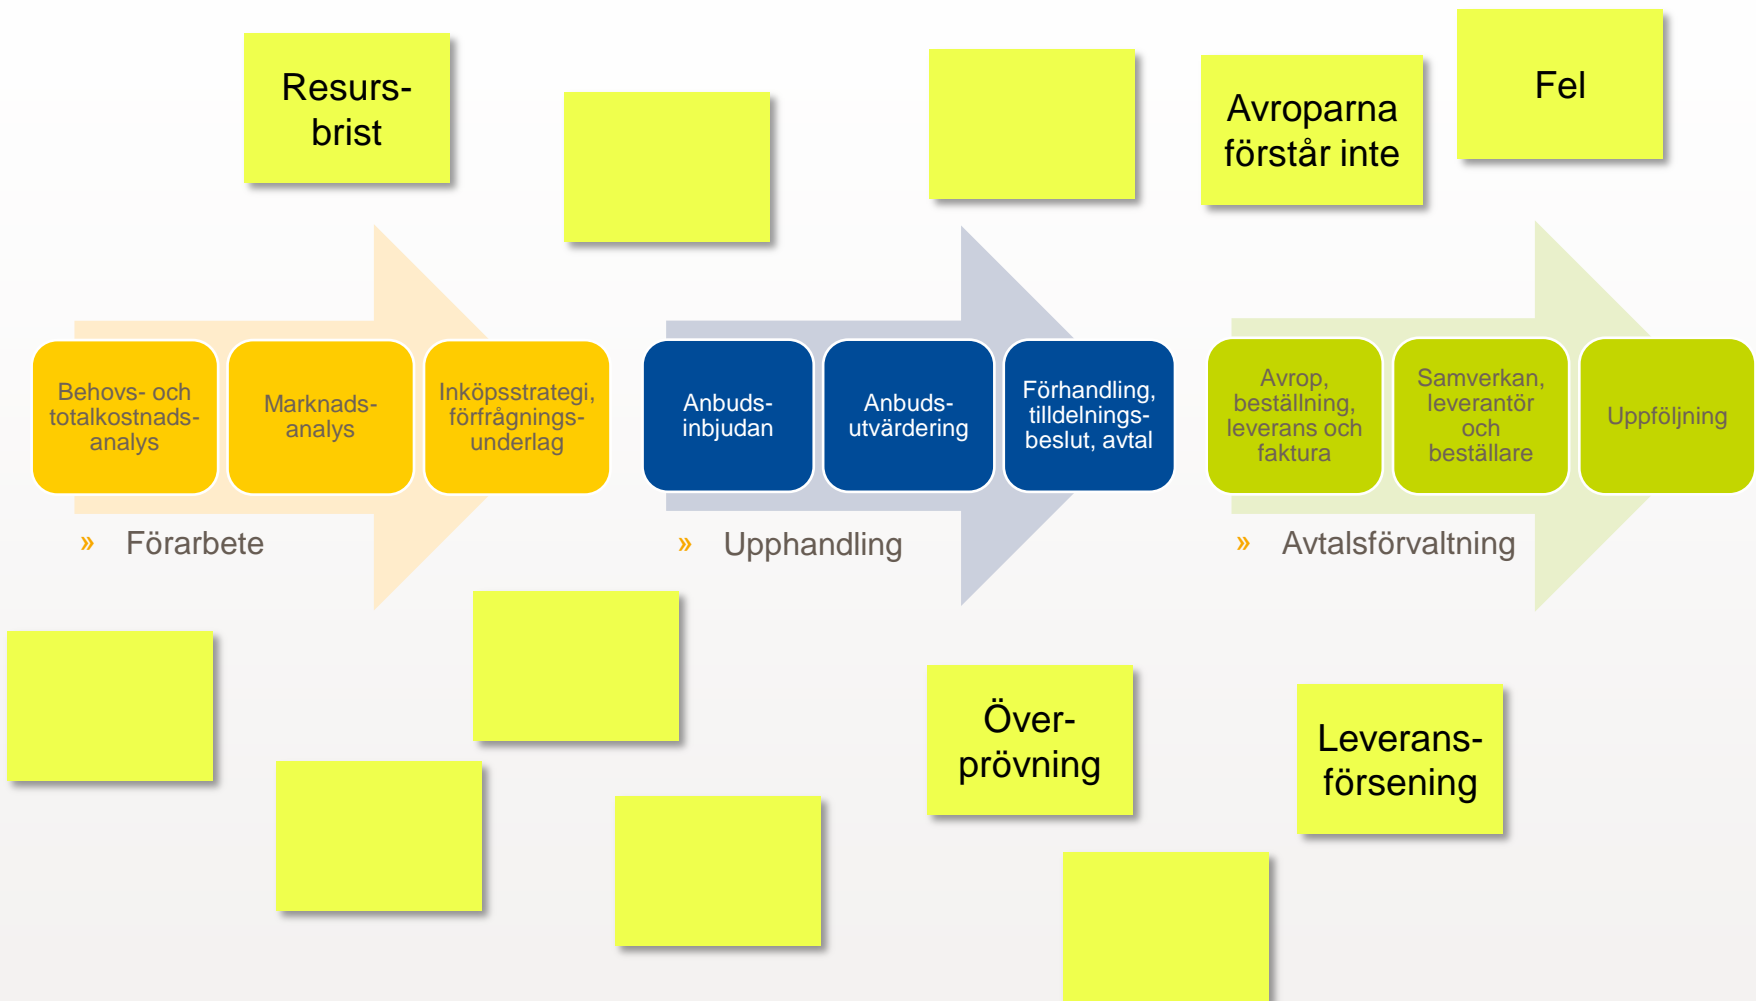 Resurs-
brist
Avroparna
förstår inte
Fel
Behovs- och
totalkostnads-
analys
Marknads-
analys
Inköpsstrategi,
förfrågnings-
underlag
Anbuds-
inbjudan
Anbuds-
utvärdering
Förhandling,
tilldelnings-
beslut, avtal
Avrop,
beställning,
leverans och
faktura
Samverkan,
leverantör
och
beställare
Uppföljning
» Förarbete
» Upphandling
» Avtalsförvaltning
Över-
prövning
Leverans-
försening